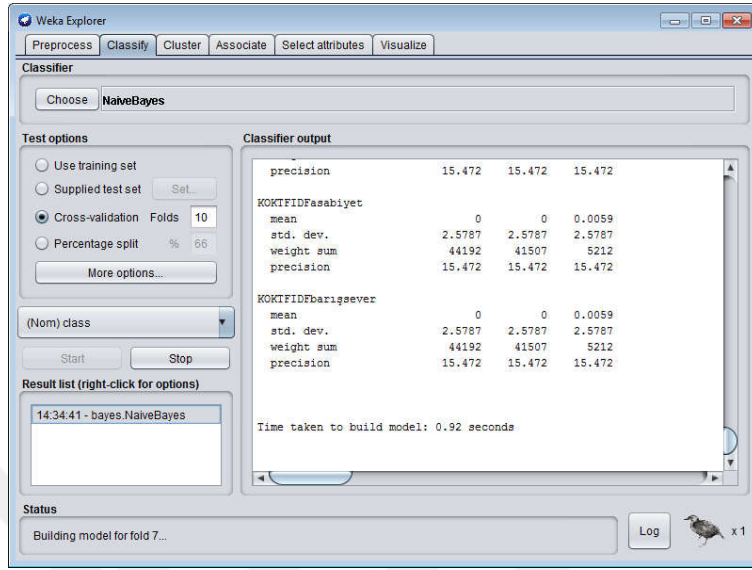 Weka Explorer
Preprocess Classify Cluster Associate Select attributes Visualize
Classifier
Choose NaiveBayes
Test options
Use training set
Supplied test set Set...
Cross-validation Folds 10
Percentage split % 66
More options...
(Nom) class
Start Stop
Result list (right-click for options)
14:34:41 - bayes.NaiveBayes
Classifier output
precision 15.472 15.472 15.472
KOKTFIDFasabiyet
mean 0 0 0.0059
std. dev. 2.5787 2.5787 2.5787
weight sum 44192 41507 5212
precision 15.472 15.472 15.472
KOKTFIDFbarışsever
mean 0 0 0.0059
std. dev. 2.5787 2.5787 2.5787
weight sum 44192 41507 5212
precision 15.472 15.472 15.472
Time taken to build model: 0.92 seconds
Status
Building model for fold 7...
Log x 1